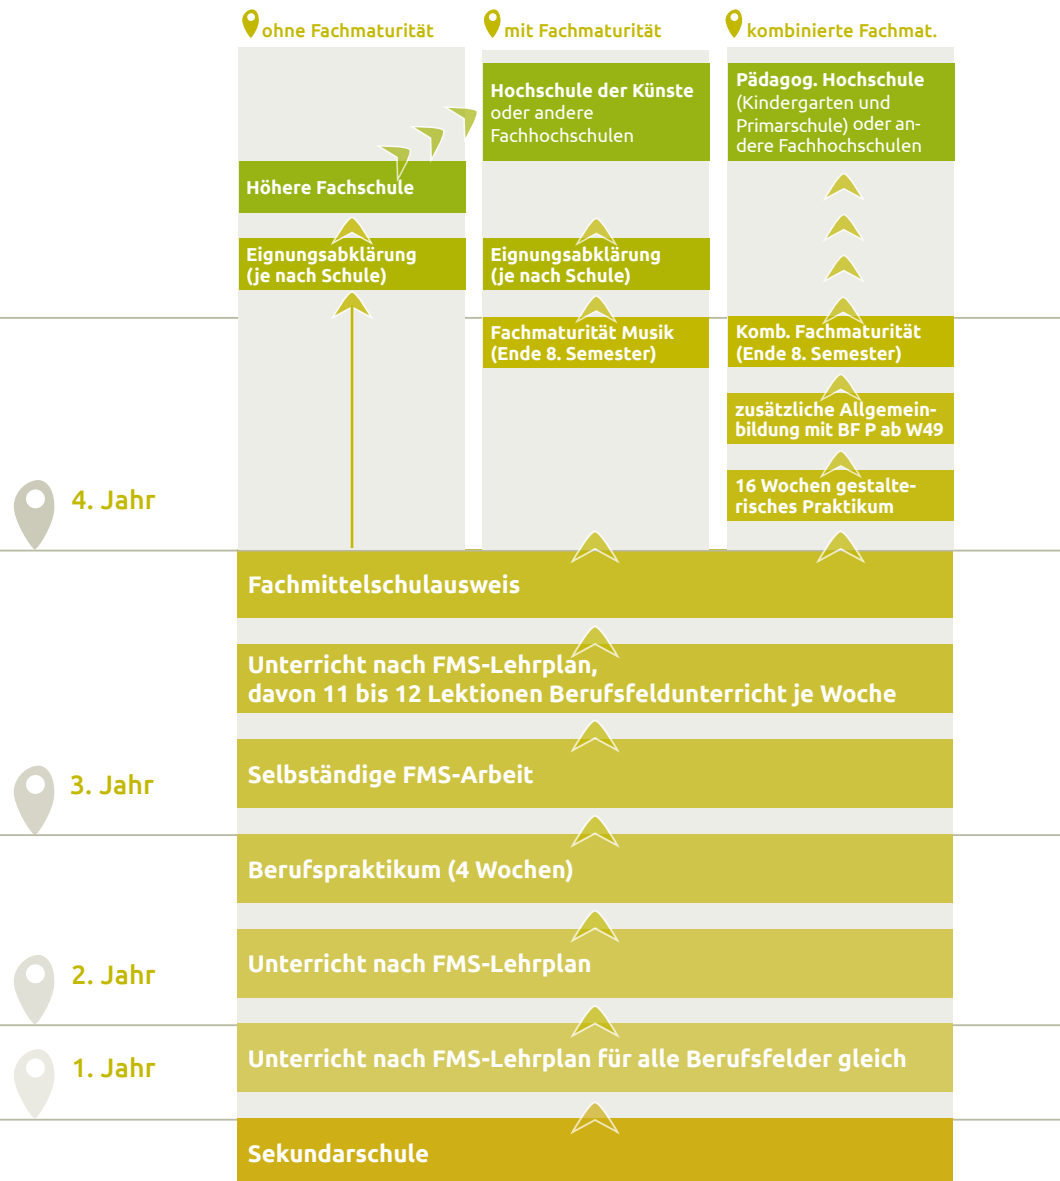 ohne Fachmaturität
mit Fachmaturität
kombinierte Fachmat.
Höhere Fachschule
Eignungsabklärung
(je nach Schule)
Hochschule der Künste
oder andere
Fachhochschulen
Eignungsabklärung
(je nach Schule)
Fachmaturität Musik
(Ende 8. Semester)
Pädagog. Hochschule
(Kindergarten und
Primarschule) oder an-
dere Fachhochschulen
Komb. Fachmaturität
(Ende 8. Semester)
zusätzliche Allgemein-
bildung mit BF P ab W49
16 Wochen gestalte-
risches Praktikum
4. Jahr
Fachmittelschulausweis
Unterricht nach FMS-Lehrplan,
davon 11 bis 12 Lektionen Berufsfeldunterricht je Woche
Selbständige FMS-Arbeit
3. Jahr
Berufspraktikum (4 Wochen)
Unterricht nach FMS-Lehrplan
2. Jahr
Unterricht nach FMS-Lehrplan für alle Berufsfelder gleich
1. Jahr
Sekundarschule